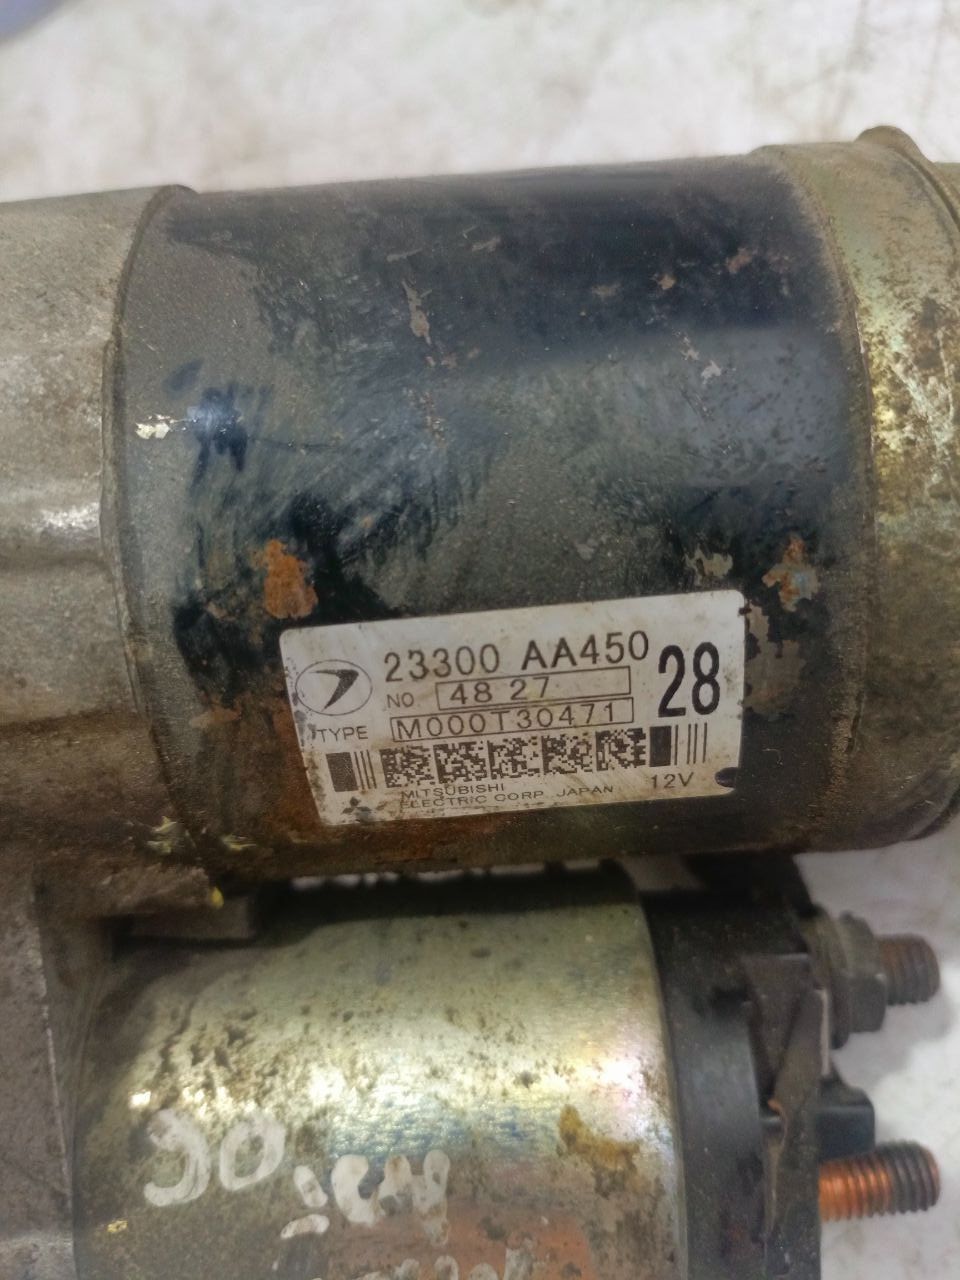 23300 AA450
28
NO. 48 27
TYPE M000T30471
MITSUBISHI
ELECTRIC CORP. JAPAN
12V